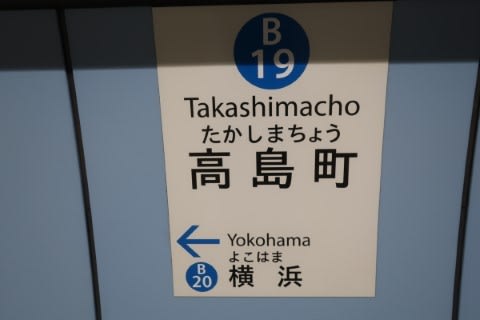 B
19
Takashimacho
たかしまちょう
高島町
← Yokohama
よこはま
B
20
横浜